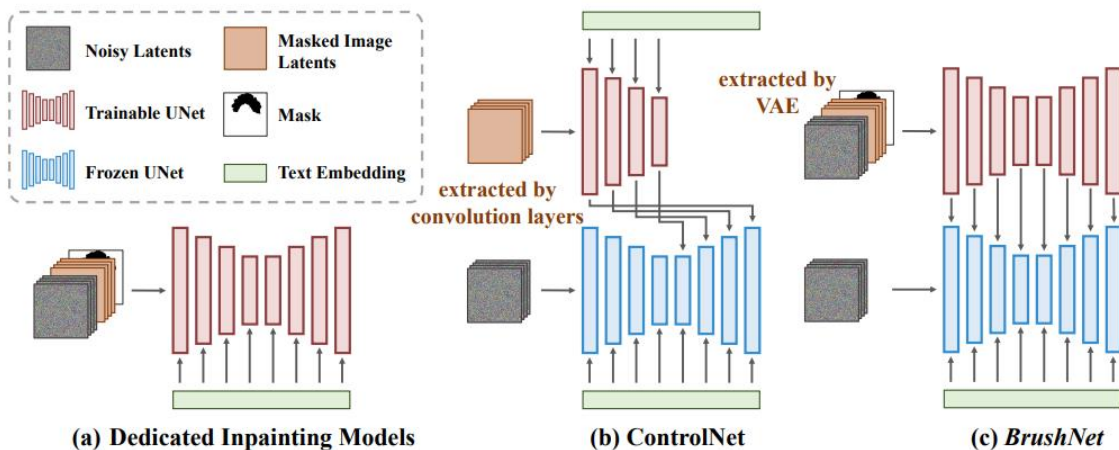 Noisy Latents
Masked Image
Latents
Trainable UNet
Mask
Frozen UNet
Text Embedding
extracted by
convolution layers
extracted by
VAE
(a) Dedicated Inpainting Models
(b) ControlNet
(c) BrushNet